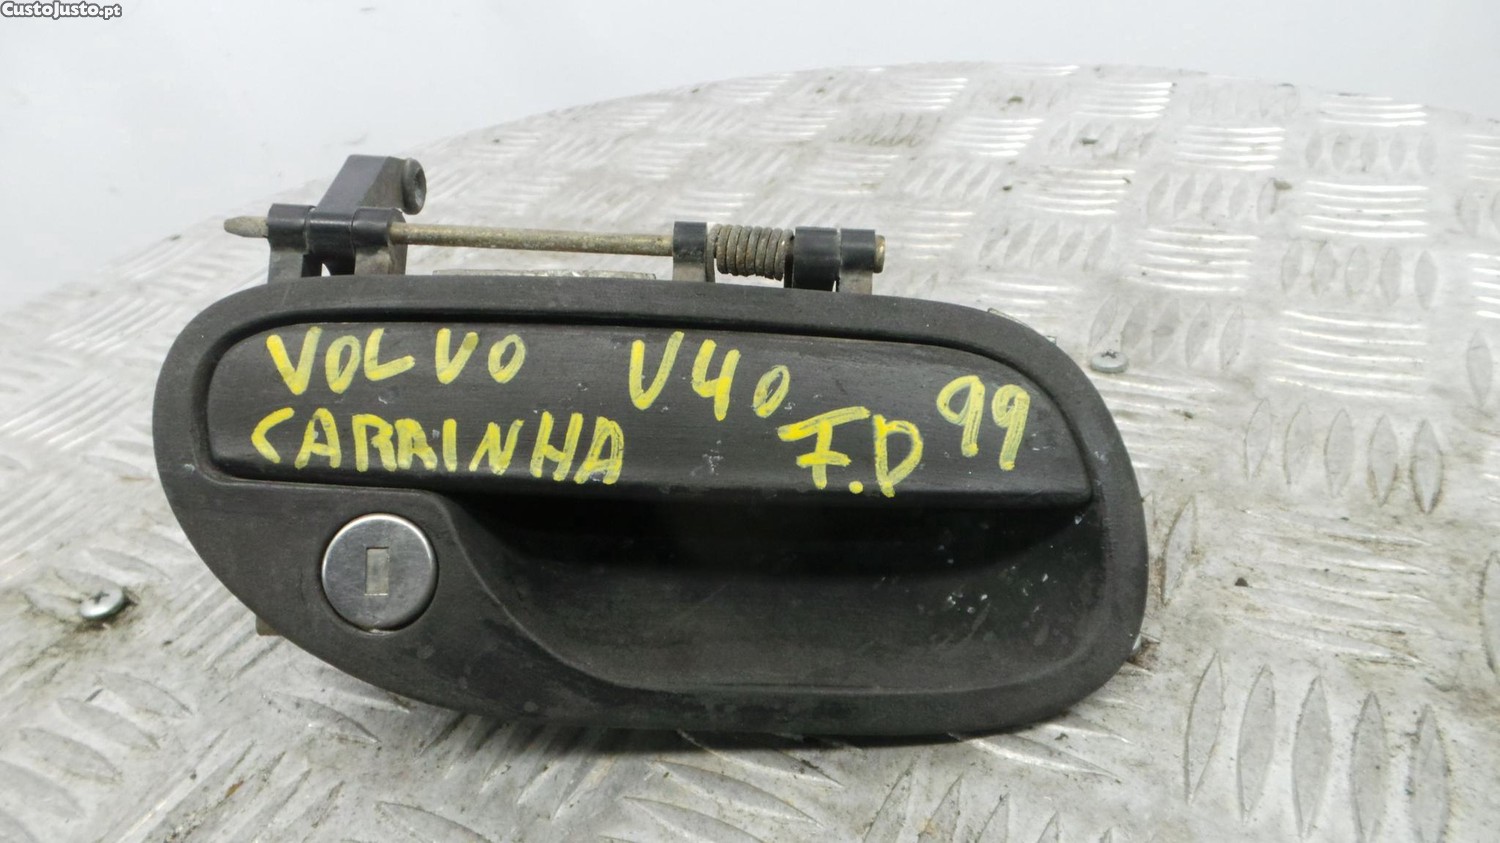 CustoJusto.pt
VOLVO V40 99
CARRINHA F.D